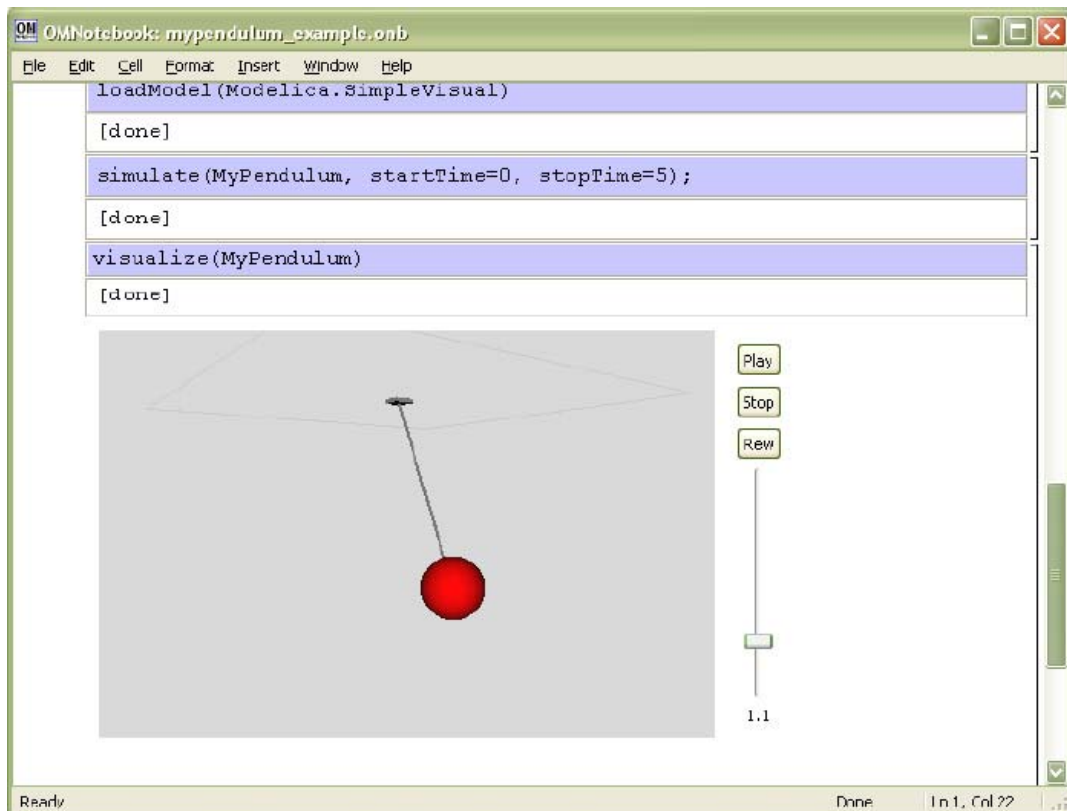 OMNotebook: mypendulum_example.onb
File Edit Cell Format Insert Window Help
loadModel(Modelica.SimpleVisual)
[done]
simulate(MyPendulum, startTime=0, stopTime=5);
[done]
visualize(MyPendulum)
[done]
Play
Stop
Rew
1.1
Ready Done Ln 1, Col 22